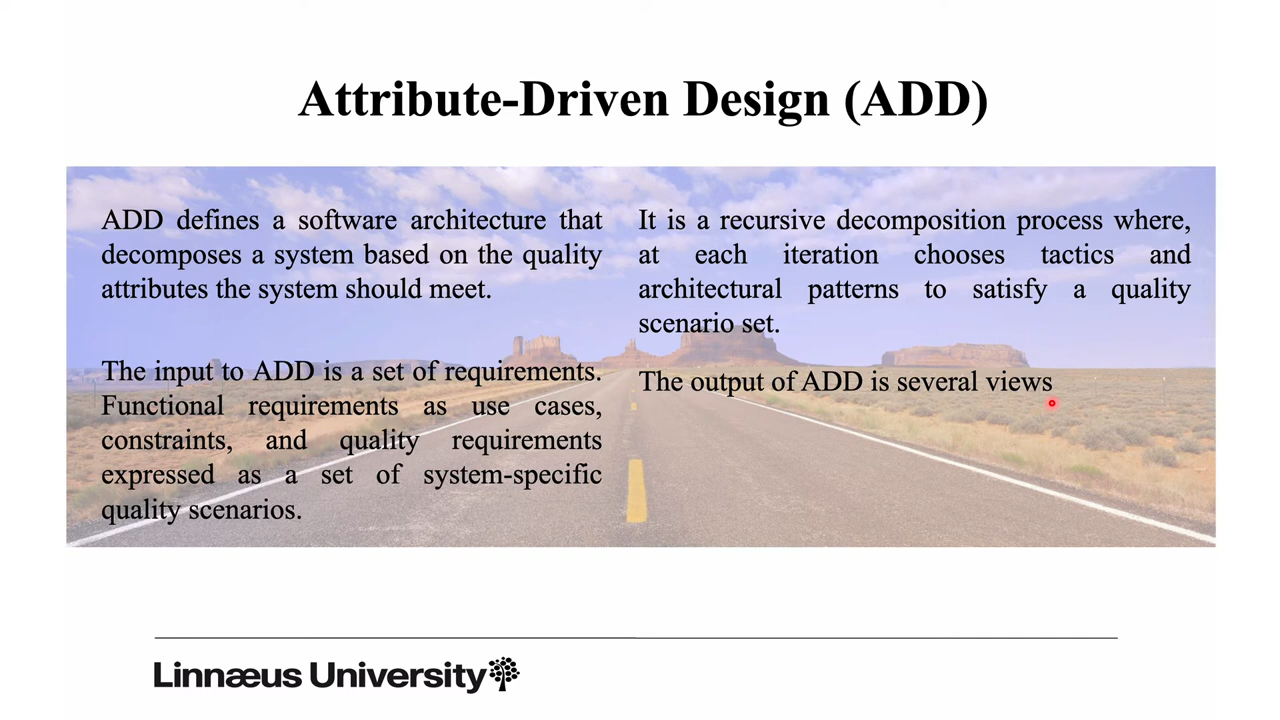 Attribute-Driven Design (ADD)
ADD defines a software architecture that
decomposes a system based on the quality
attributes the system should meet.
The input to ADD is a set of requirements.
Functional requirements as use cases,
constraints, and quality requirements
expressed as a set of system-specific
quality scenarios.
It is a recursive decomposition process where,
at each iteration chooses tactics and
architectural patterns to satisfy a quality
scenario set.
The output of ADD is several views
Linnæus University